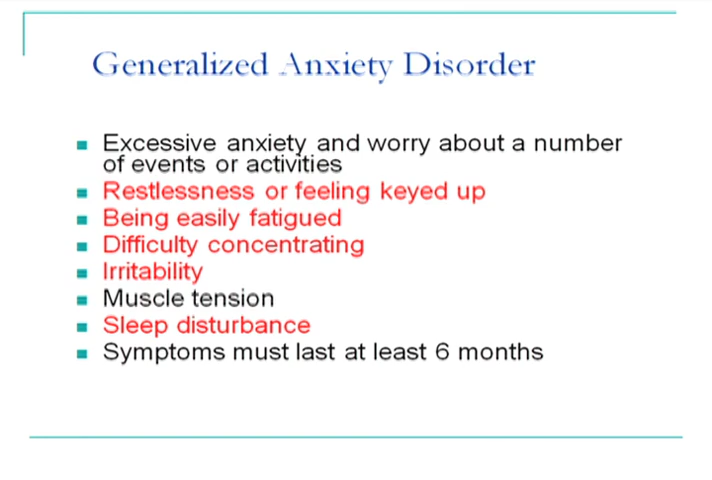 Generalized Anxiety Disorder
Excessive anxiety and worry about a number
of events or activities
Restlessness or feeling keyed up
Being easily fatigued
Difficulty concentrating
Irritability
Muscle tension
Sleep disturbance
Symptoms must last at least 6 months